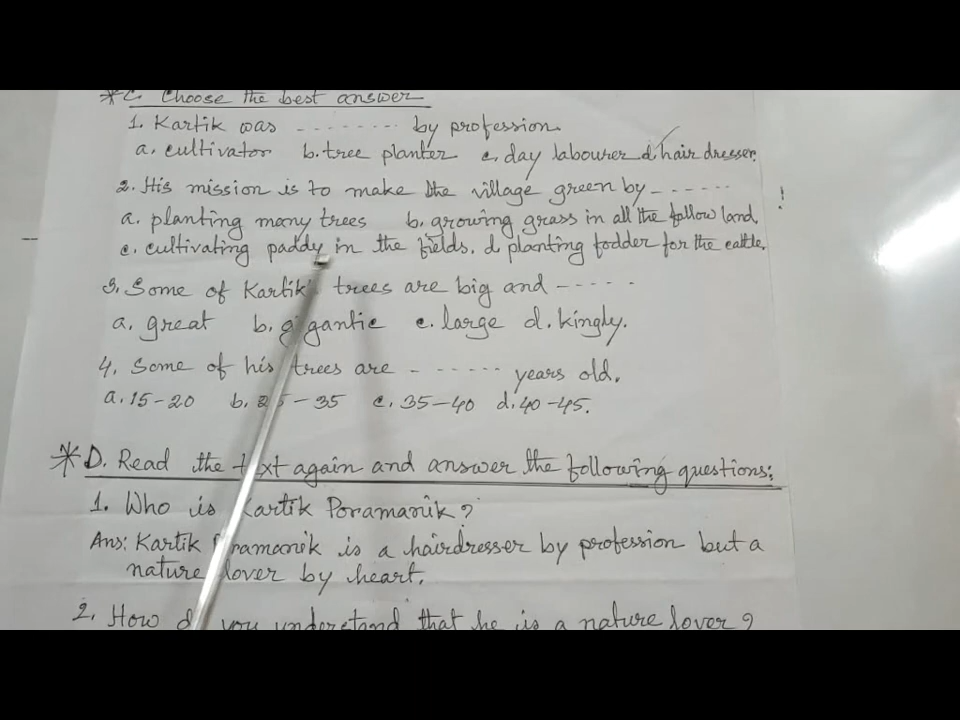 *C. Choose the best answer
1. Kartik was -------- by profession.
a. cultivator b. tree planter c. day labourer d. hair dresser.
2. His mission is to make the village green by ------
a. planting many trees b. growing grass in all the fallow land.
c. cultivating paddy in the fields. d planting fodder for the cattle.
3. Some of Kartik's trees are big and -----
a. great b. gigantic c. large d. kingly.
4. Some of his trees are ------ years old.
a. 15-20 b. 25-35 c. 35-40 d. 40-45.
*D. Read the text again and answer the following questions:
1. Who is Kartik Poramanik?
Ans: Kartik Poramanik is a hairdresser by profession but a
nature lover by heart.
2. How do you understand that he is a nature lover?